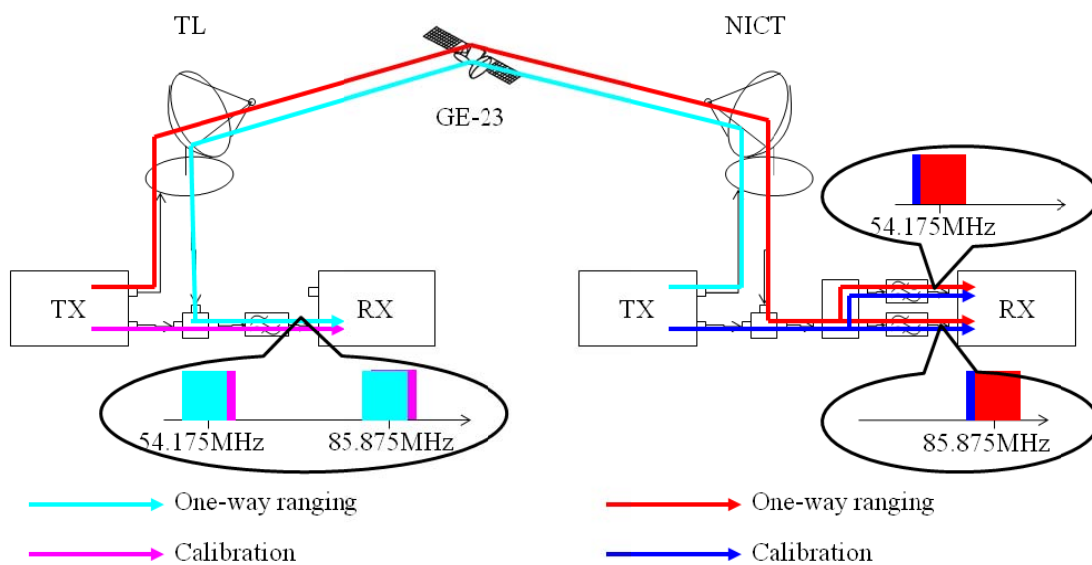 TL
NICT
GE-23
54.175MHz
TX
RX
TX
RX
54.175MHz
85.875MHz
85.875MHz
One-way ranging
One-way ranging
Calibration
Calibration